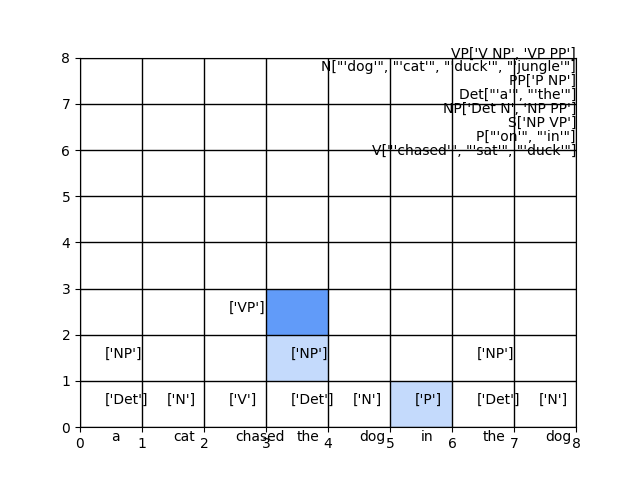 VP['V NP', 'VP PP']
8
N["'dog'", "'cat'", "'duck'", "'jungle'"]
PP['P NP']
Det["'a'", "'the'"]
7
NP['Det N', 'NP PP']
S['NP VP']
P["'on'", "'in'"]
6
V["'chased'", "'sat'", "'duck'"]
5
4
3
['VP']
2
['NP'] ['NP'] ['NP']
1
['Det'] ['N'] ['V'] ['Det'] ['N'] ['P'] ['Det'] ['N']
0
a cat chased the dog in the dog
0 1 2 3 4 5 6 7 8